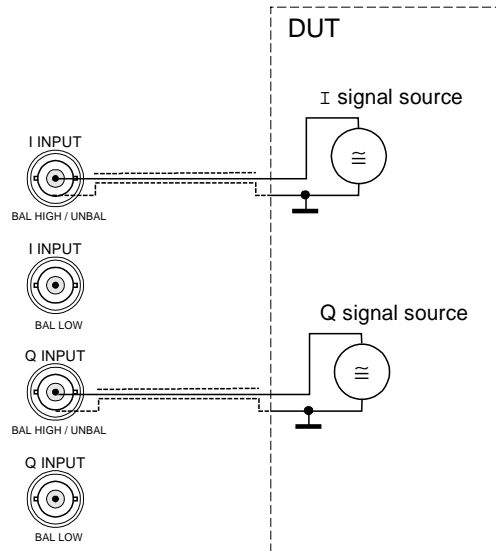 DUT
I signal source
I INPUT
≅
BAL HIGH / UNBAL
I INPUT
BAL LOW
Q signal source
Q INPUT
≅
BAL HIGH / UNBAL
Q INPUT
BAL LOW